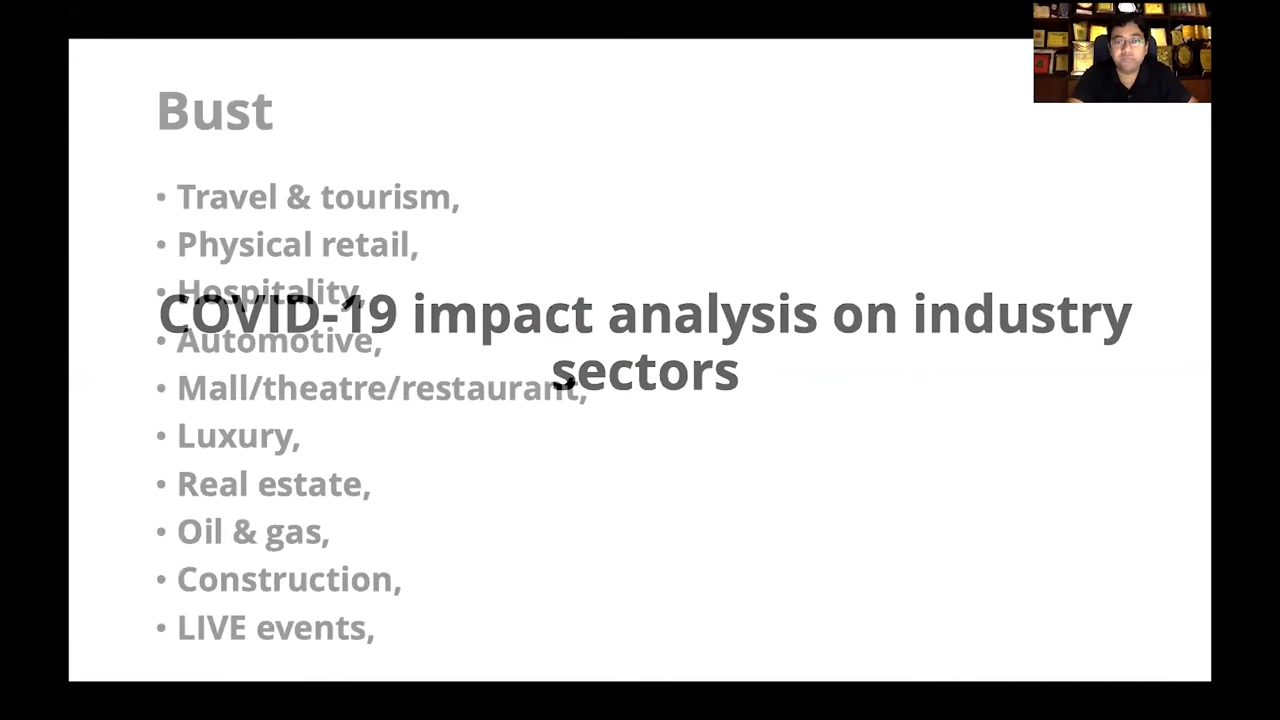 Bust
• Travel & tourism,
• Physical retail,
• Hospitality,
COVID-19 impact analysis on industry
• Automotive,
sectors
• Mall/theatre/restaurant,
• Luxury,
• Real estate,
• Oil & gas,
• Construction,
• LIVE events,